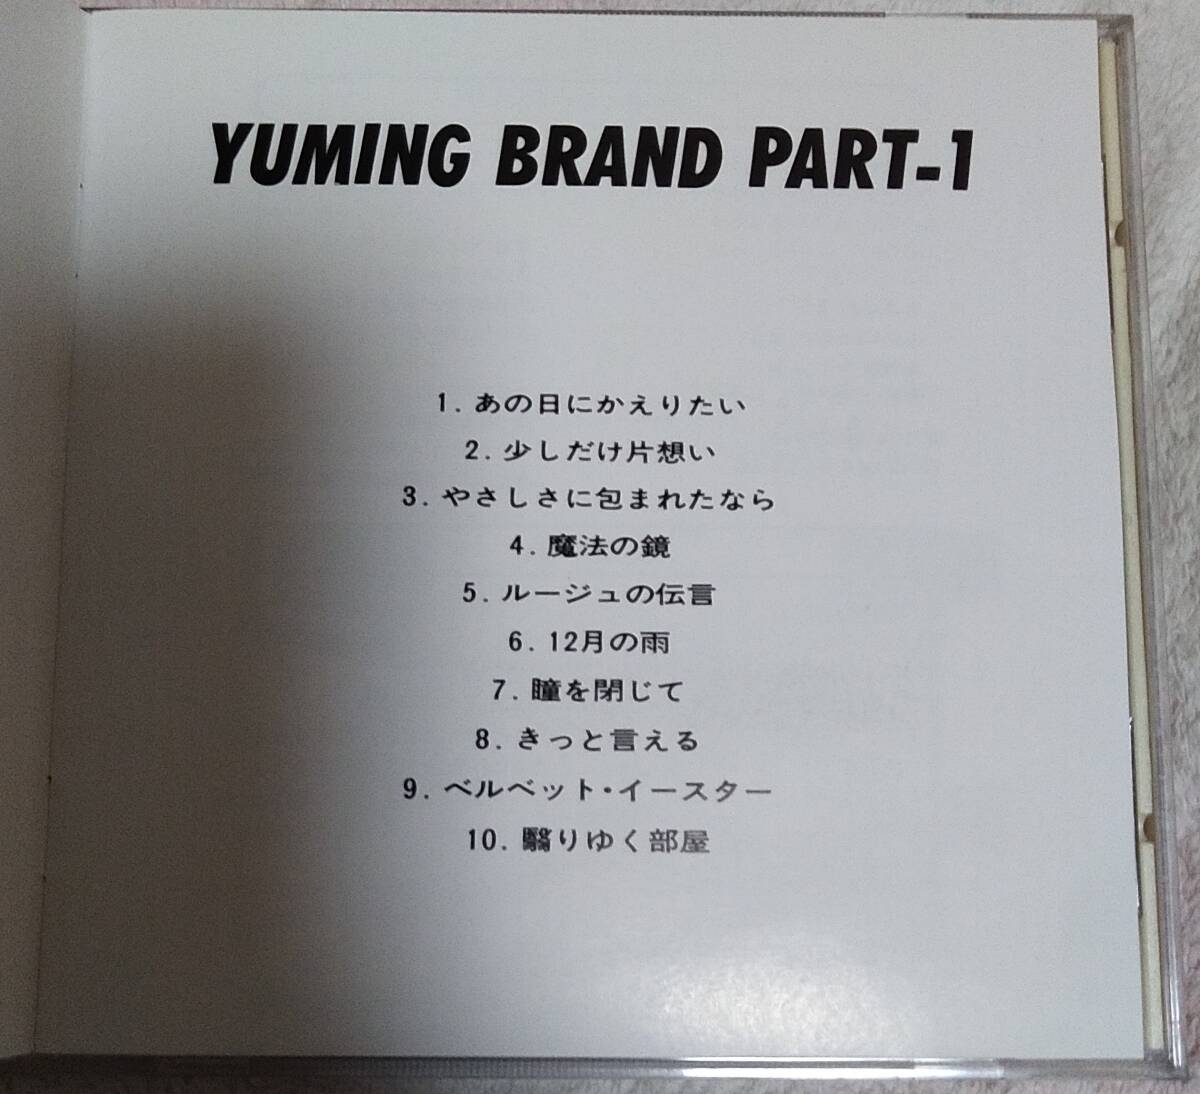 YUMING BRAND PART-1
1. あの日にかえりたい
2. 少しだけ片想い
3. やさしさに包まれたなら
4. 魔法の鏡
5. ルージュの伝言
6. 12月の雨
7. 瞳を閉じて
8. きっと言える
9. ベルベット・イースター
10. 翳りゆく部屋